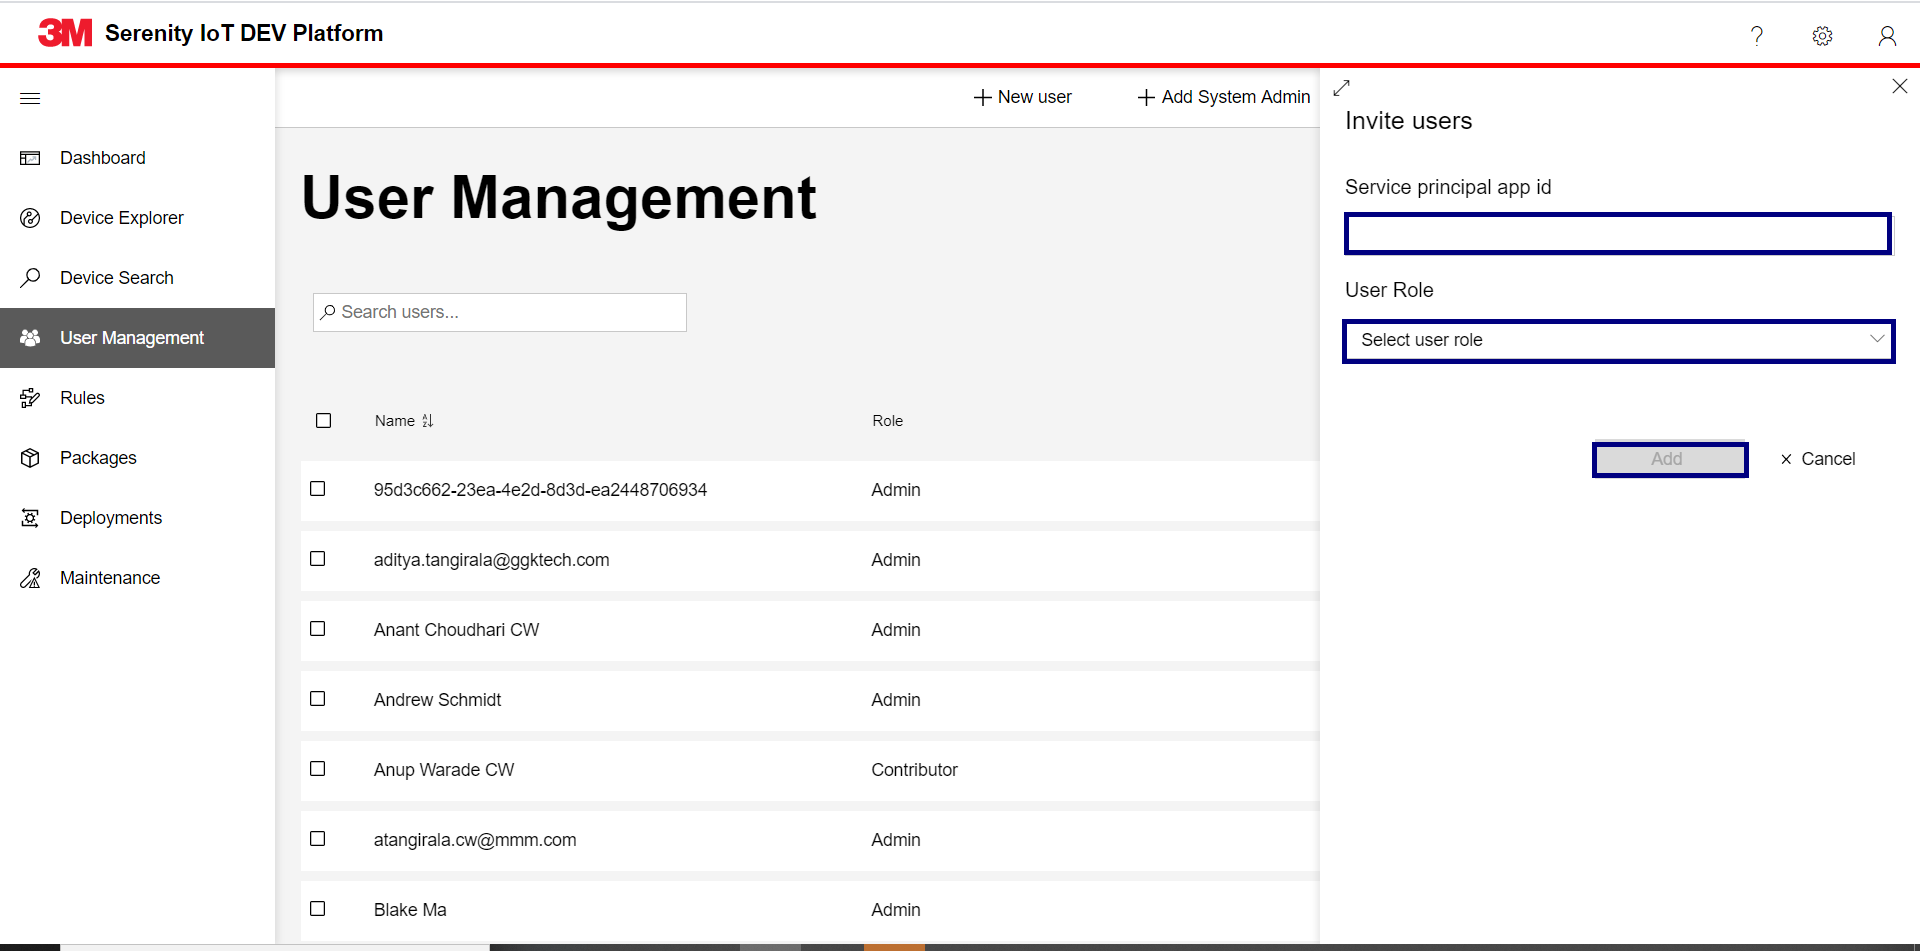 3M Serenity IoT DEV Platform
Dashboard
Device Explorer
Device Search
User Management
Rules
Packages
Deployments
Maintenance
New user
Add System Admin
User Management
Search users...
Name Role
95d3c662-23ea-4e2d-8d3d-ea2448706934 Admin
aditya.tangirala@ggktech.com Admin
Anant Choudhari CW Admin
Andrew Schmidt Admin
Anup Warade CW Contributor
atangirala.cw@mmm.com Admin
Blake Ma Admin
Invite users
Service principal app id
User Role
Select user role
Add Cancel